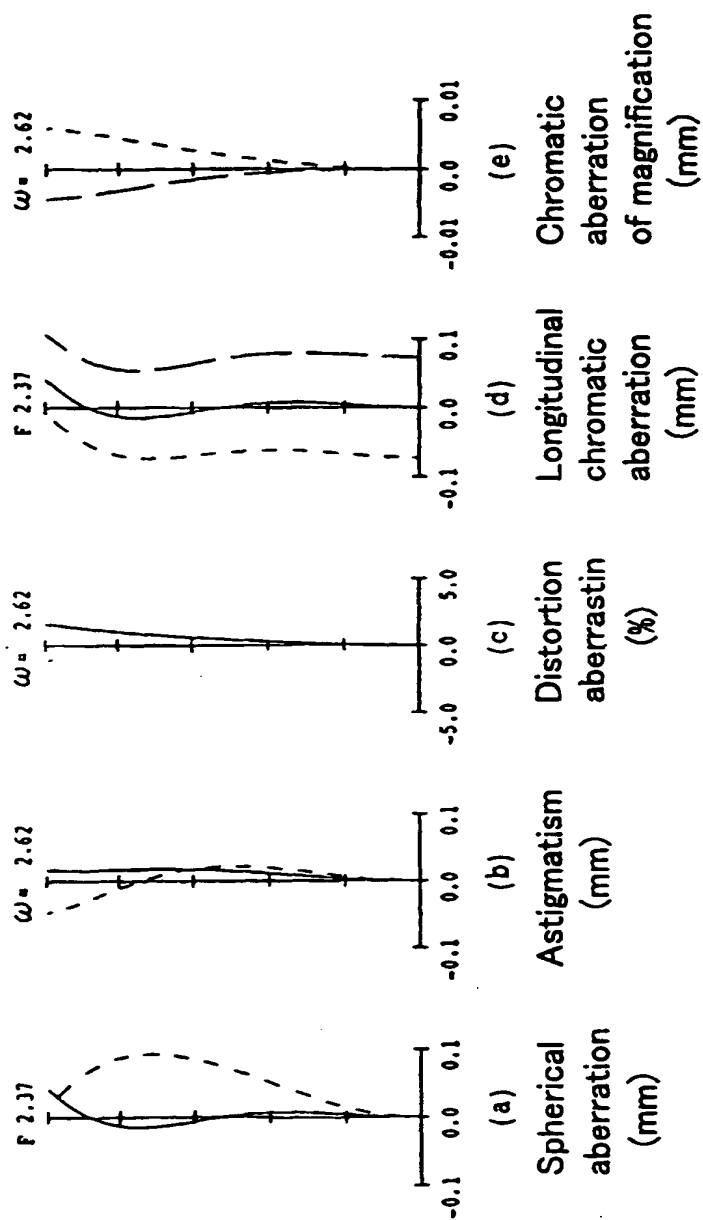 F 2.37
-0.1 0.0 0.1
(a)
Spherical
aberration
(mm)
ω= 2.62
-0.1 0.0 0.1
(b)
Astigmatism
(mm)
ω= 2.62
-5.0 0.0 5.0
(c)
Distortion
aberrastin
(%)
F 2.37
-0.1 0.0 0.1
(d)
Longitudinal
chromatic
aberration
(mm)
ω= 2.62
-0.01 0.0 0.01
(e)
Chromatic
aberration
of magnification
(mm)